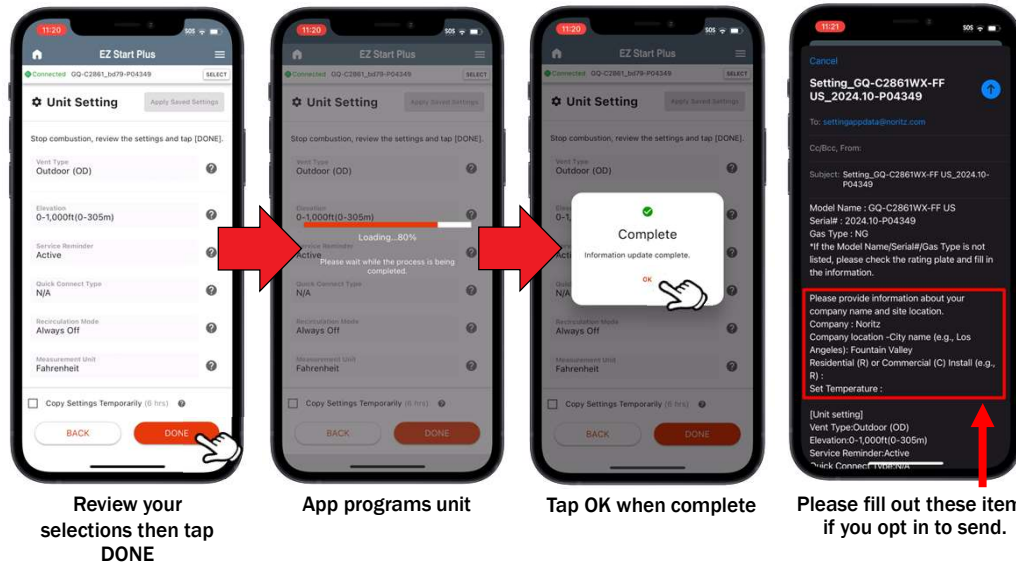 11:20
SOS
EZ Start Plus
Connected GQ-C2861_bd79-P04349 SELECT
Unit Setting
Apply Saved Settings
Stop combustion, review the settings and tap [DONE].
Vent Type
Outdoor (OD)
Elevation
0-1,000ft(0-305m)
Service Reminder
Active
Quick Connect Type
N/A
Recirculation Mode
Always Off
Measurement Unit
Fahrenheit
Copy Settings Temporarily (6 hrs)
BACK
DONE
Review your
selections then tap
DONE
11:20
SOS
EZ Start Plus
Connected GQ-C2861_bd79-P04349 SELECT
Unit Setting
Apply Saved Settings
Stop combustion, review the settings and tap [DONE].
Vent Type
Outdoor (OD)
Elevation
0-1,000ft(0-305m)
Loading...80%
Service Reminder
Active
Please wait while the process is being
completed.
Quick Connect Type
N/A
Recirculation Mode
Always Off
Measurement Unit
Fahrenheit
Copy Settings Temporarily (6 hrs)
BACK
DONE
App programs unit
11:20
SOS
EZ Start Plus
Connected GQ-C2861_bd79-P04349 SELECT
Unit Setting
Apply Saved Settings
Stop combustion, review the settings and tap [DONE].
Vent Type
Outdoor (OD)
Complete
Information update complete.
OK
N/A
Recirculation Mode
Always Off
Measurement Unit
Fahrenheit
Copy Settings Temporarily (6 hrs)
BACK
DONE
Tap OK when complete
11:21
SOS
Cancel
Setting_GQ-C2861WX-FF
US_2024.10-P04349
To: settingappdata@noritz.com
Cc/Bcc, From:
Subject: Setting_GQ-C2861WX-FF US_2024.10-
P04349
Model Name : GQ-C2861WX-FF US
Serial# : 2024.10-P04349
Gas Type : NG
*If the Model Name/Serial#/Gas Type is not
listed, please check the rating plate and fill in
the information.
Please provide information about your
company name and site location.
Company : Noritz
Company location -City name (e.g., Los
Angeles): Fountain Valley
Residential (R) or Commercial (C) Install (e.g.,
R) :
Set Temperature :
[Unit setting]
Vent Type:Outdoor (OD)
Elevation:0-1,000ft(0-305m)
Service Reminder:Active
Quick Connect Type:N/A
Please fill out these item
if you opt in to send.